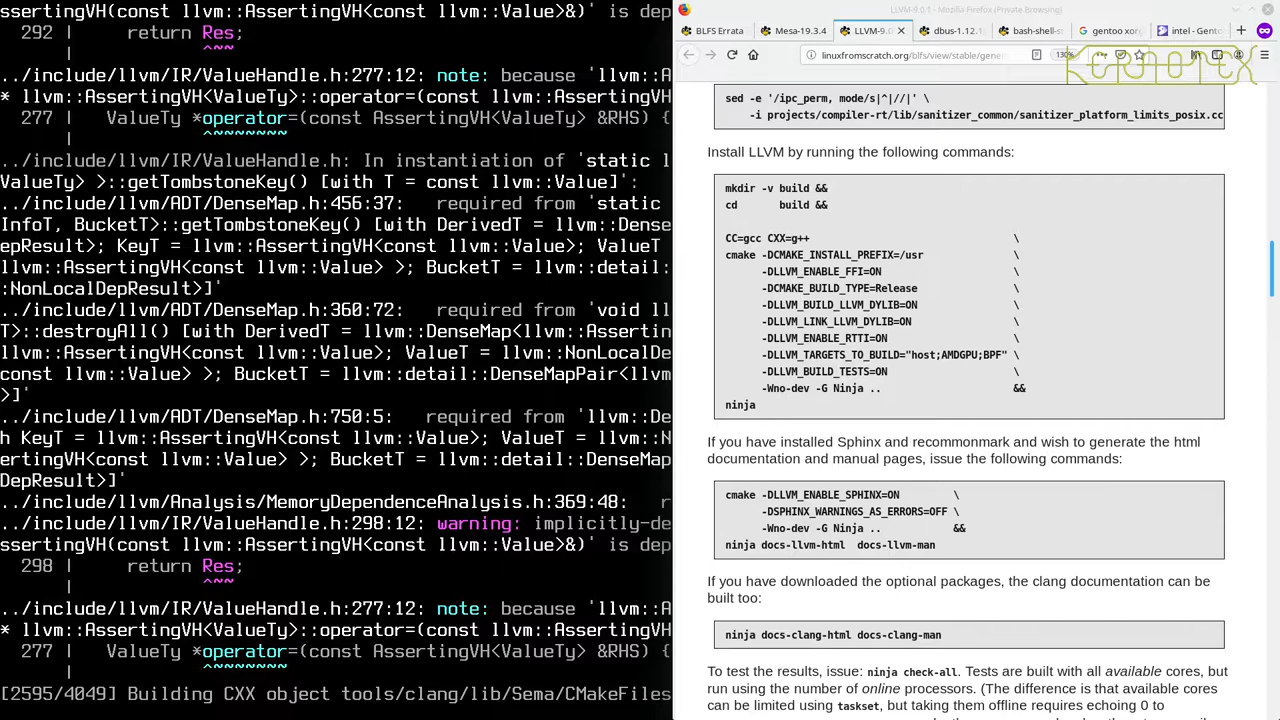 ssertingVH(const llvm::AssertingVH<const llvm::Value>&)' is dep
292 |     return Res;
|            ^~~
../include/llvm/IR/ValueHandle.h:277:12: note: because 'llvm::A
* llvm::AssertingVH<ValueTy>::operator=(const llvm::AssertingVH
277 |   ValueTy *operator=(const AssertingVH<ValueTy> &RHS) {
|            ^~~~~~~~
../include/llvm/IR/ValueHandle.h: In instantiation of 'static l
ValueTy> >::getTombstoneKey() [with T = const llvm::Value]':
../include/llvm/ADT/DenseMap.h:456:37:   required from 'static
InfoT, BucketT>::getTombstoneKey() [with DerivedT = llvm::Dense
epResult>; KeyT = llvm::AssertingVH<const llvm::Value>; ValueT
llvm::AssertingVH<const llvm::Value> >; BucketT = llvm::detail:
:NonLocalDepResult>]'
../include/llvm/ADT/DenseMap.h:360:72:   required from 'void ll
T>::destroyAll() [with DerivedT = llvm::DenseMap<llvm::Assertin
llvm::AssertingVH<const llvm::Value>; ValueT = llvm::NonLocalDe
const llvm::Value> >; BucketT = llvm::detail::DenseMapPair<llvm
>]'
../include/llvm/ADT/DenseMap.h:750:5:   required from 'llvm::De
h KeyT = llvm::AssertingVH<const llvm::Value>; ValueT = llvm::N
ertingVH<const llvm::Value> >; BucketT = llvm::detail::DenseMap
DepResult>]'
../include/llvm/Analysis/MemoryDependenceAnalysis.h:369:48:   r
../include/llvm/IR/ValueHandle.h:298:12: warning: implicitly-de
ssertingVH(const llvm::AssertingVH<const llvm::Value>&)' is dep
298 |     return Res;
|            ^~~
../include/llvm/IR/ValueHandle.h:277:12: note: because 'llvm::A
* llvm::AssertingVH<ValueTy>::operator=(const llvm::AssertingVH
277 |   ValueTy *operator=(const AssertingVH<ValueTy> &RHS) {
|            ^~~~~~~~
[2595/4049] Building CXX object tools/clang/lib/Sema/CMakeFiles
LLVM-9.0.1 - Mozilla Firefox (Private Browsing)
BLFS Errata
Mesa-19.3.4
LLVM-9.0
dbus-1.12.1
bash-shell-s
gentoo xorg
intel - Gento
linuxfromscratch.org/blfs/view/stable/gene
130%
KERNOTEX
sed -e '/ipc_perm, mode/s|^|//|' \
-i projects/compiler-rt/lib/sanitizer_common/sanitizer_platform_limits_posix.cc
Install LLVM by running the following commands:
mkdir -v build &&
cd       build &&
CC=gcc CXX=g++                                  \
cmake -DCMAKE_INSTALL_PREFIX=/usr               \
-DLLVM_ENABLE_FFI=ON                      \
-DCMAKE_BUILD_TYPE=Release                \
-DLLVM_BUILD_LLVM_DYLIB=ON                \
-DLLVM_LINK_LLVM_DYLIB=ON                 \
-DLLVM_ENABLE_RTTI=ON                     \
-DLLVM_TARGETS_TO_BUILD="host;AMDGPU;BPF" \
-DLLVM_BUILD_TESTS=ON                     \
-Wno-dev -G Ninja ..                      &&
ninja
If you have installed Sphinx and recommonmark and wish to generate the html
documentation and manual pages, issue the following commands:
cmake -DLLVM_ENABLE_SPHINX=ON         \
-DSPHINX_WARNINGS_AS_ERRORS=OFF \
-Wno-dev -G Ninja ..            &&
ninja docs-llvm-html  docs-llvm-man
If you have downloaded the optional packages, the clang documentation can be
built too:
ninja docs-clang-html docs-clang-man
To test the results, issue: ninja check-all. Tests are built with all available cores, but
run using the number of online processors. (The difference is that available cores
can be limited using taskset, but taking them offline requires echoing 0 to